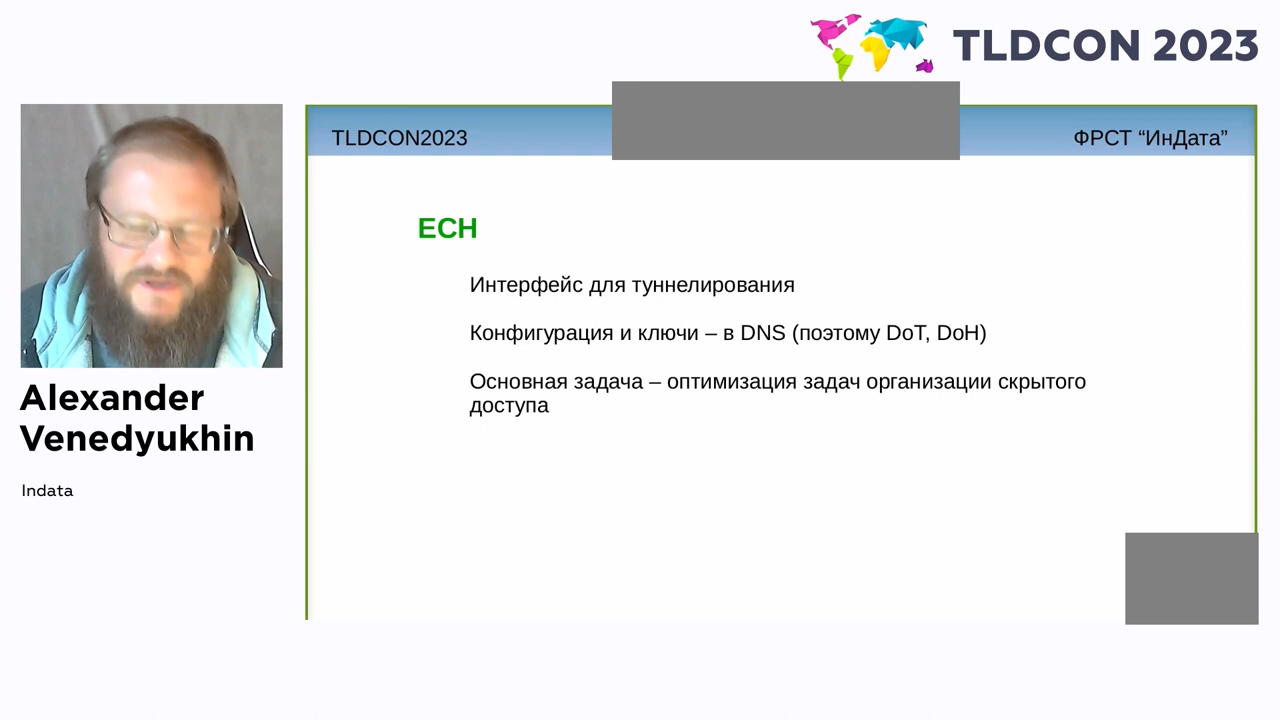 TLDCON 2023
TLDCON2023
ФРСТ “ИнДата”
ECH
Интерфейс для туннелирования
Конфигурация и ключи – в DNS (поэтому DoT, DoH)
Основная задача – оптимизация задач организации скрытого
доступа
Alexander
Venedyukhin
Indata